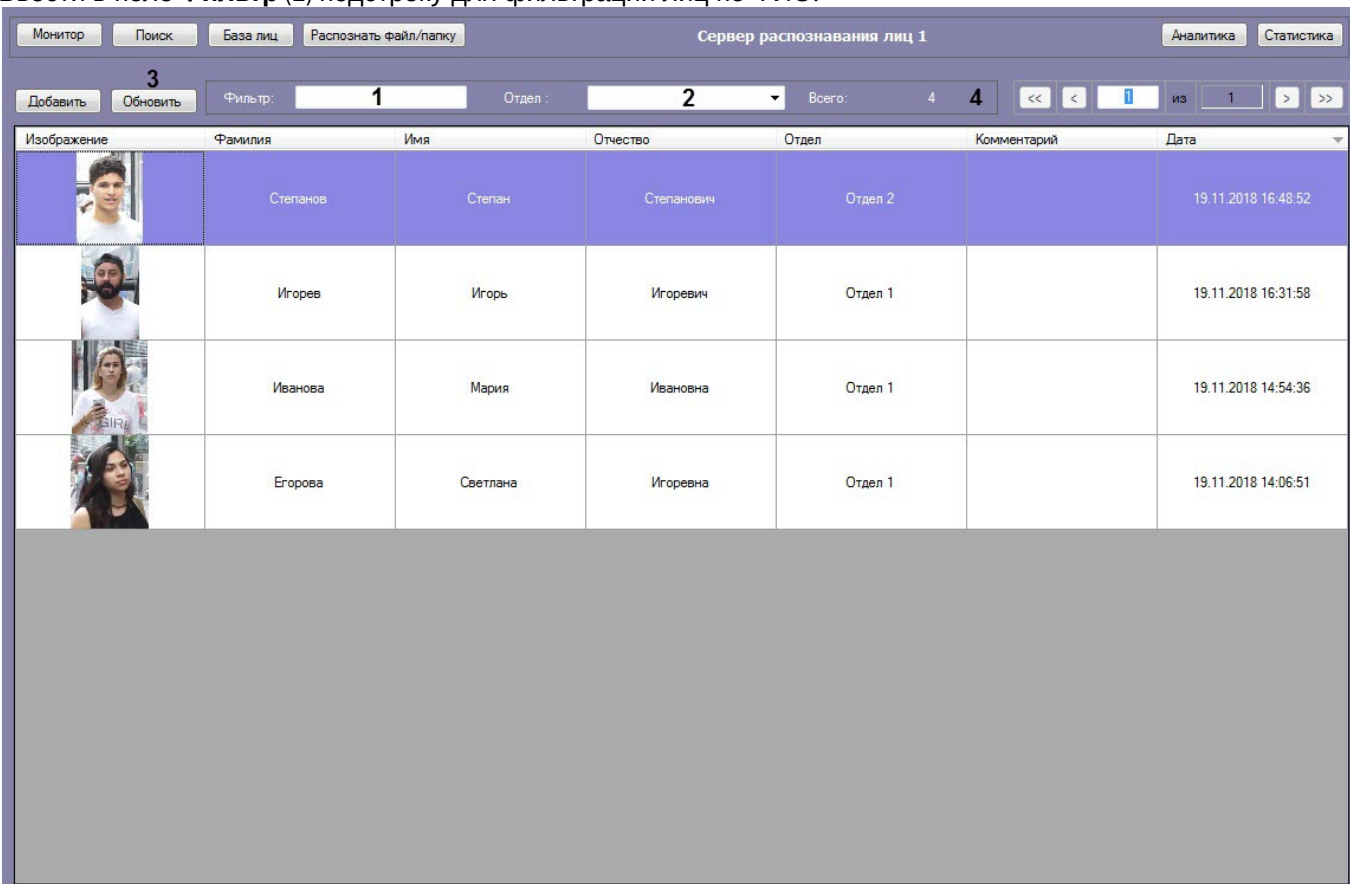 Монитор Поиск База лиц Распознать файл/папку Сервер распознавания лиц 1 Аналитика Статистика
3
Добавить Обновить Фильтр: 1 Отдел : 2 Всего: 4 4 << < 1 из 1 > >>
Изображение Фамилия Имя Отчество Отдел Комментарий Дата
Степанов Степан Степанович Отдел 2 19.11.2018 16:48:52
Игорев Игорь Игоревич Отдел 1 19.11.2018 16:31:58
Иванова Мария Ивановна Отдел 1 19.11.2018 14:54:36
GIRL
Егорова Светлана Игоревна Отдел 1 19.11.2018 14:06:51